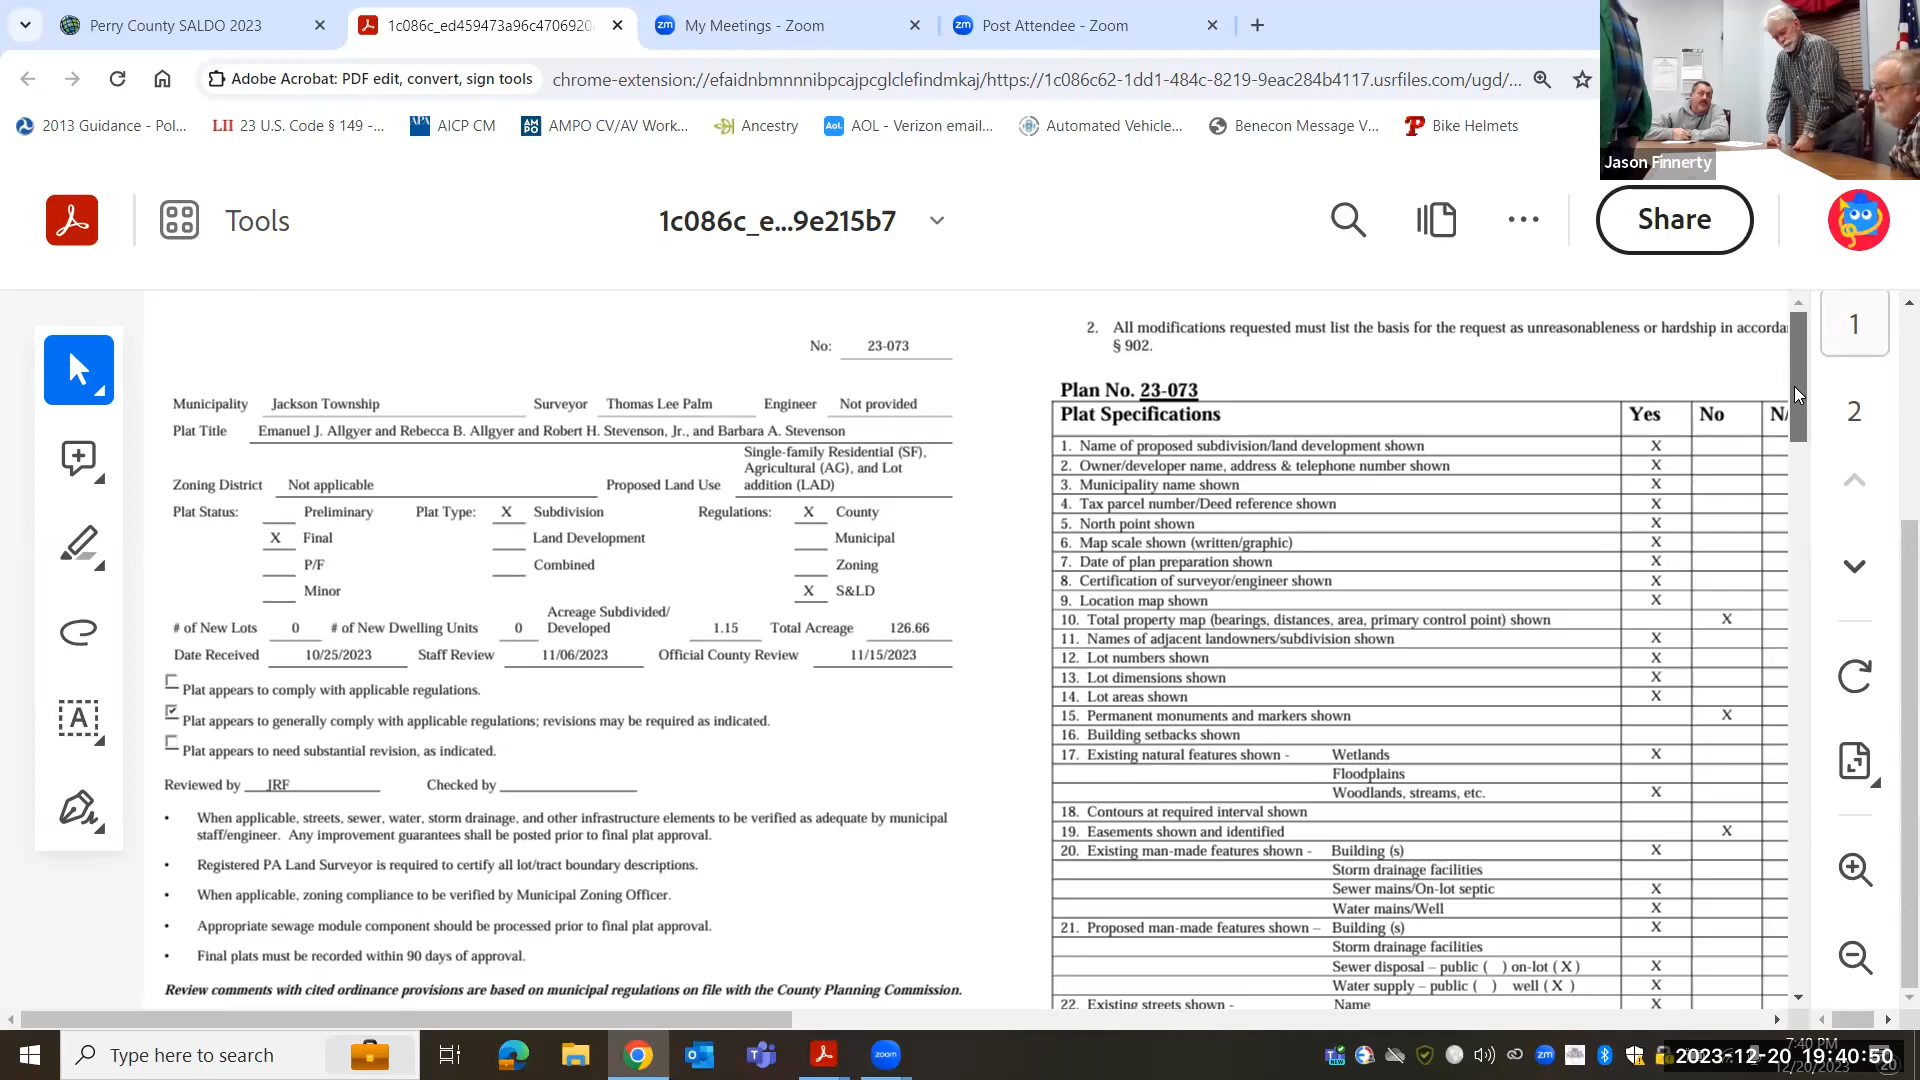 Perry County SALDO 2023
1c086c_ed459473a96c4706920
My Meetings - Zoom
Post Attendee - Zoom
Adobe Acrobat: PDF edit, convert, sign tools
chrome-extension://efaidnbmnnnibpcajpcglclefindmkaj/https://1c086c62-1dd1-484c-8219-9eac284b4117.usrfiles.com/ugd/...
2013 Guidance - Pol...
LII 23 U.S. Code § 149 -...
AICP CM
AMPO CV/AV Work...
Ancestry
Aol. AOL - Verizon email...
Automated Vehicle...
Benecon Message V...
Bike Helmets
Jason Finnerty
Tools
1c086c_e...9e215b7
Share
1
2
No: 23-073
Municipality Jackson Township Surveyor Thomas Lee Palm Engineer Not provided
Plat Title Emanuel J. Allgyer and Rebecca B. Allgyer and Robert H. Stevenson, Jr., and Barbara A. Stevenson
Single-family Residential (SF),
Agricultural (AG), and Lot
Zoning District Not applicable Proposed Land Use addition (LAD)
Plat Status: Preliminary Plat Type: X Subdivision Regulations: X County
X Final Land Development Municipal
P/F Combined Zoning
Minor X S&LD
Acreage Subdivided/
# of New Lots 0 # of New Dwelling Units 0 Developed 1.15 Total Acreage 126.66
Date Received 10/25/2023 Staff Review 11/06/2023 Official County Review 11/15/2023
Plat appears to comply with applicable regulations.
Plat appears to generally comply with applicable regulations; revisions may be required as indicated.
Plat appears to need substantial revision, as indicated.
Reviewed by JRF Checked by
• When applicable, streets, sewer, water, storm drainage, and other infrastructure elements to be verified as adequate by municipal
staff/engineer. Any improvement guarantees shall be posted prior to final plat approval.
• Registered PA Land Surveyor is required to certify all lot/tract boundary descriptions.
• When applicable, zoning compliance to be verified by Municipal Zoning Officer.
• Appropriate sewage module component should be processed prior to final plat approval.
• Final plats must be recorded within 90 days of approval.
Review comments with cited ordinance provisions are based on municipal regulations on file with the County Planning Commission.
2. All modifications requested must list the basis for the request as unreasonableness or hardship in accorda
§ 902.
Plan No. 23-073
Plat Specifications Yes No N/
1. Name of proposed subdivision/land development shown X
2. Owner/developer name, address & telephone number shown X
3. Municipality name shown X
4. Tax parcel number/Deed reference shown X
5. North point shown X
6. Map scale shown (written/graphic) X
7. Date of plan preparation shown X
8. Certification of surveyor/engineer shown X
9. Location map shown X
10. Total property map (bearings, distances, area, primary control point) shown X
11. Names of adjacent landowners/subdivision shown X
12. Lot numbers shown X
13. Lot dimensions shown X
14. Lot areas shown X
15. Permanent monuments and markers shown X
16. Building setbacks shown
17. Existing natural features shown - Wetlands X
Floodplains
Woodlands, streams, etc. X
18. Contours at required interval shown
19. Easements shown and identified X
20. Existing man-made features shown - Building (s) X
Storm drainage facilities
Sewer mains/On-lot septic X
Water mains/Well X
21. Proposed man-made features shown – Building (s) X
Storm drainage facilities
Sewer disposal – public ( ) on-lot ( X ) X
Water supply – public ( ) well ( X ) X
22. Existing streets shown - Name X
Type here to search
zoom
7:40 PM
2023-12-20 19:40:50
12/20/2023